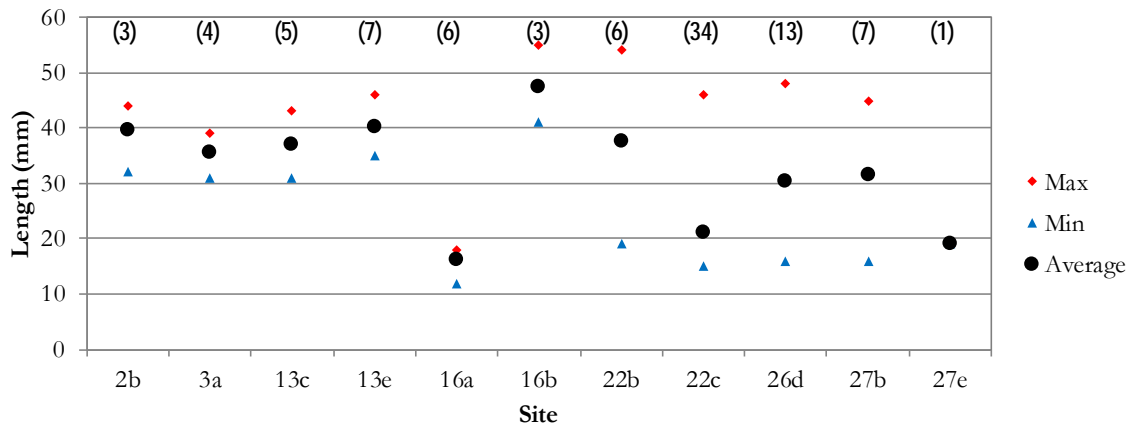 60
(3) (4) (5) (7) (6) (3) (6) (34) (13) (7) (1)
50
40
30
20
10
0
Length (mm)
2b 3a 13c 13e 16a 16b 22b 22c 26d 27b 27e
Site
Max
Min
Average